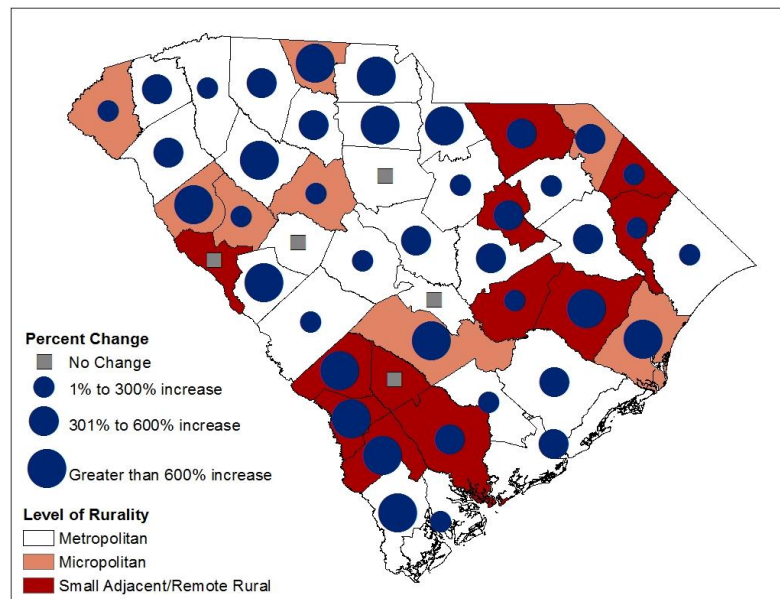 Percent Change
No Change
1% to 300% increase
301% to 600% increase
Greater than 600% increase
Level of Rurality
Metropolitan
Micropolitan
Small Adjacent/Remote Rural